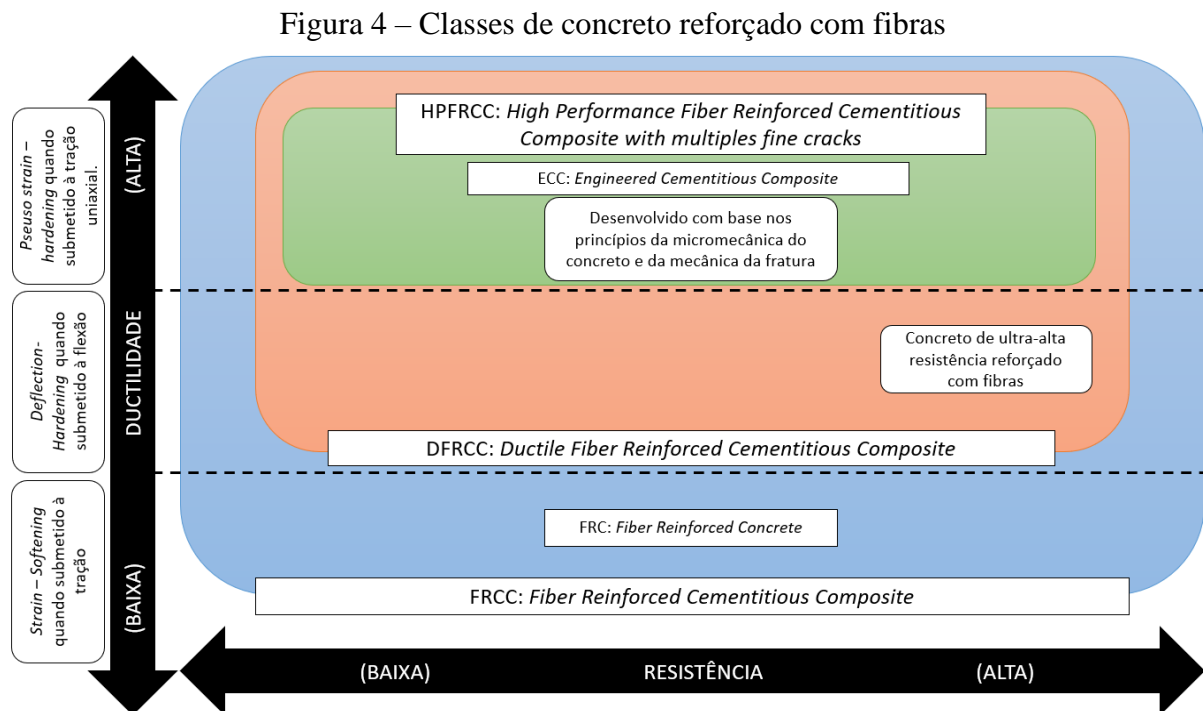 Figura 4 – Classes de concreto reforçado com fibras
Pseuso strain –
hardening quando
submetido à tração
uniaxial.
(ALTA)
HPFRCC: High Performance Fiber Reinforced Cementitious
Composite with multiples fine cracks
ECC: Engineered Cementitious Composite
Desenvolvido com base nos
princípios da micromecânica do
concreto e da mecânica da fratura
Deflection-
Hardening quando
submetido à flexão
DUCTILIDADE
Concreto de ultra-alta
resistência reforçado
com fibras
DFRCC: Ductile Fiber Reinforced Cementitious Composite
Strain – Softening
quando submetido à
tração
(BAIXA)
FRC: Fiber Reinforced Concrete
FRCC: Fiber Reinforced Cementitious Composite
(BAIXA) RESISTÊNCIA (ALTA)